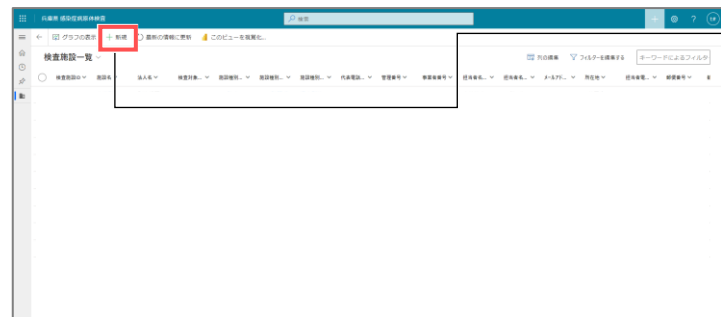 兵庫県 感染症病原体検査
検索
グラフの表示 新規 最新の情報に更新 このビューを視覚化...
検査施設一覧
列の編集 フィルターを編集する キーワードによるフィルタ
検査施設ID 施設名 法人名 検査対象... 施設種別... 施設種別... 施設種別... 代表電話... 管理番号 担当者名... 担当者名... メールアド... 所在地 担当者電... 郵便番号